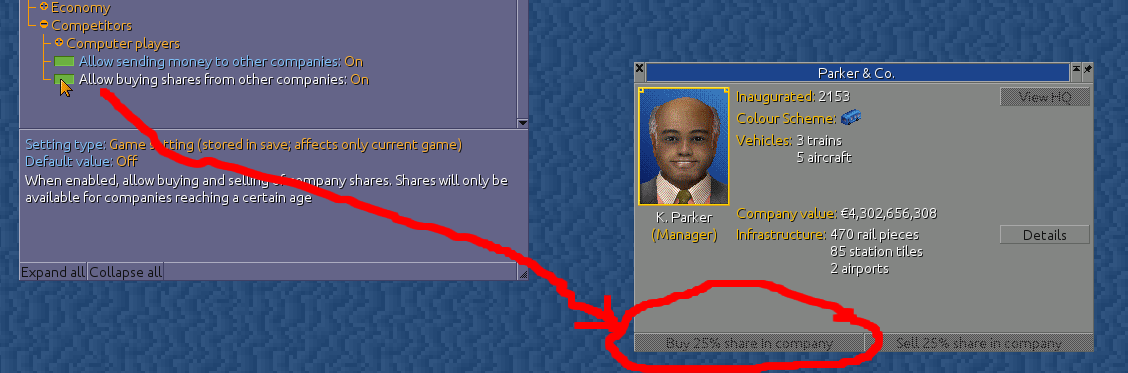 Economy
Competitors
Computer players
Allow sending money to other companies: On
Allow buying shares from other companies: On
Setting type: Game setting (stored in save; affects only current game)
Default value: Off
When enabled, allow buying and selling of company shares. Shares will only be
available for companies reaching a certain age
Expand all Collapse all
Parker & Co.
Inaugurated: 2153
View HQ
Colour Scheme:
Vehicles: 3 trains
5 aircraft
K. Parker
(Manager)
Company value: €4,302,656,308
Infrastructure: 470 rail pieces
85 station tiles
2 airports
Details
Buy 25% share in company
Sell 25% share in company